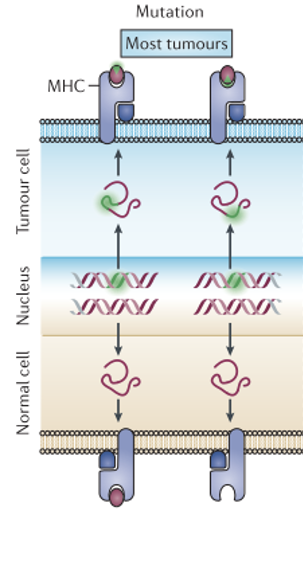 Mutation
Most tumours
MHC
Tumour cell
Nucleus
Normal cell